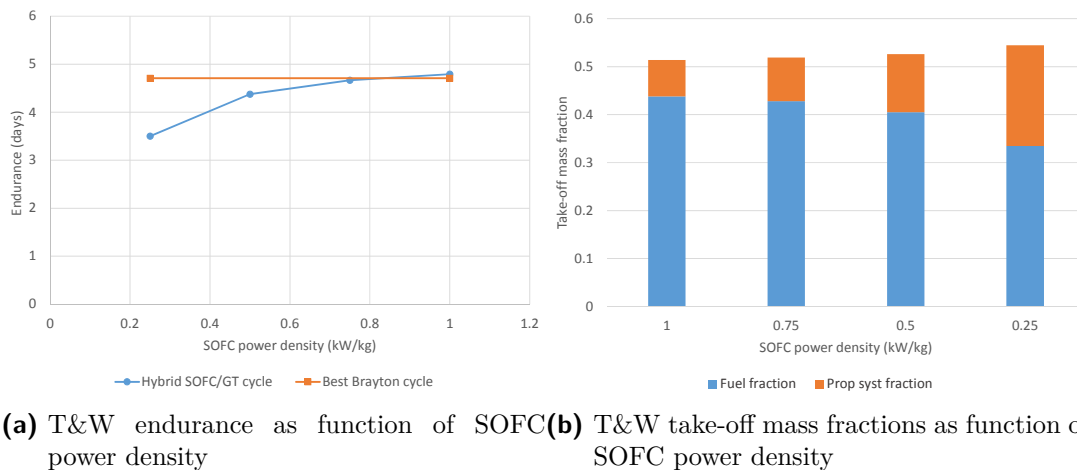 6
5
4
3
2
1
0
Endurance (days)
0 0.2 0.4 0.6 0.8 1 1.2
SOFC power density (kW/kg)
Hybrid SOFC/GT cycle Best Brayton cycle
0.6
0.5
0.4
0.3
0.2
0.1
0
Take-off mass fraction
1 0.75 0.5 0.25
SOFC power density (kW/kg)
Fuel fraction Prop syst fraction
(a) T&W endurance as function of SOFC
power density
(b) T&W take-off mass fractions as function o
SOFC power density